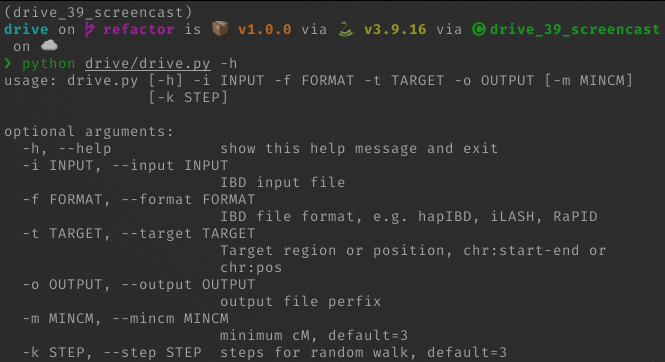 (drive_39_screencast)
drive on refactor is 📦 v1.0.0 via 🐍 v3.9.16 via drive_39_screencast
on ☁️
❯ python drive/drive.py -h
usage: drive.py [-h] -i INPUT -f FORMAT -t TARGET -o OUTPUT [-m MINCM]
[-k STEP]
optional arguments:
-h, --help show this help message and exit
-i INPUT, --input INPUT
IBD input file
-f FORMAT, --format FORMAT
IBD file format, e.g. hapIBD, iLASH, RaPID
-t TARGET, --target TARGET
Target region or position, chr:start-end or
chr:pos
-o OUTPUT, --output OUTPUT
output file perfix
-m MINCM, --mincm MINCM
minimum cM, default=3
-k STEP, --step STEP steps for random walk, default=3